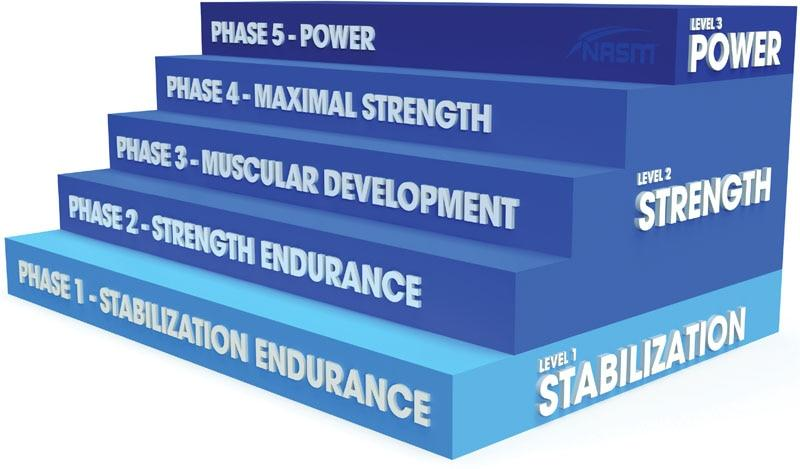 PHASE 5 - POWER
NASM
LEVEL 3
POWER
PHASE 4 - MAXIMAL STRENGTH
PHASE 3 - MUSCULAR DEVELOPMENT
LEVEL 2
STRENGTH
PHASE 2 - STRENGTH ENDURANCE
PHASE 1 - STABILIZATION ENDURANCE
LEVEL 1
STABILIZATION